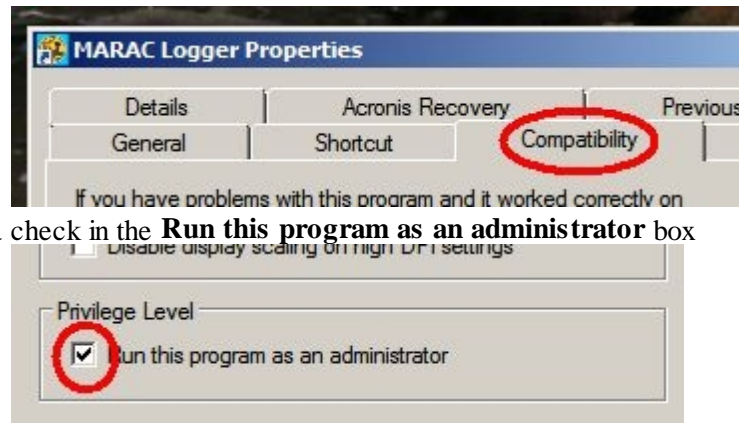 MARAC Logger Properties
Details Acronis Recovery Previous
General Shortcut Compatibility
If you have problems with this program and it worked correctly on
check in the Run this program as an administrator box
Disable display scaling on high DPI settings
Privilege Level
Run this program as an administrator